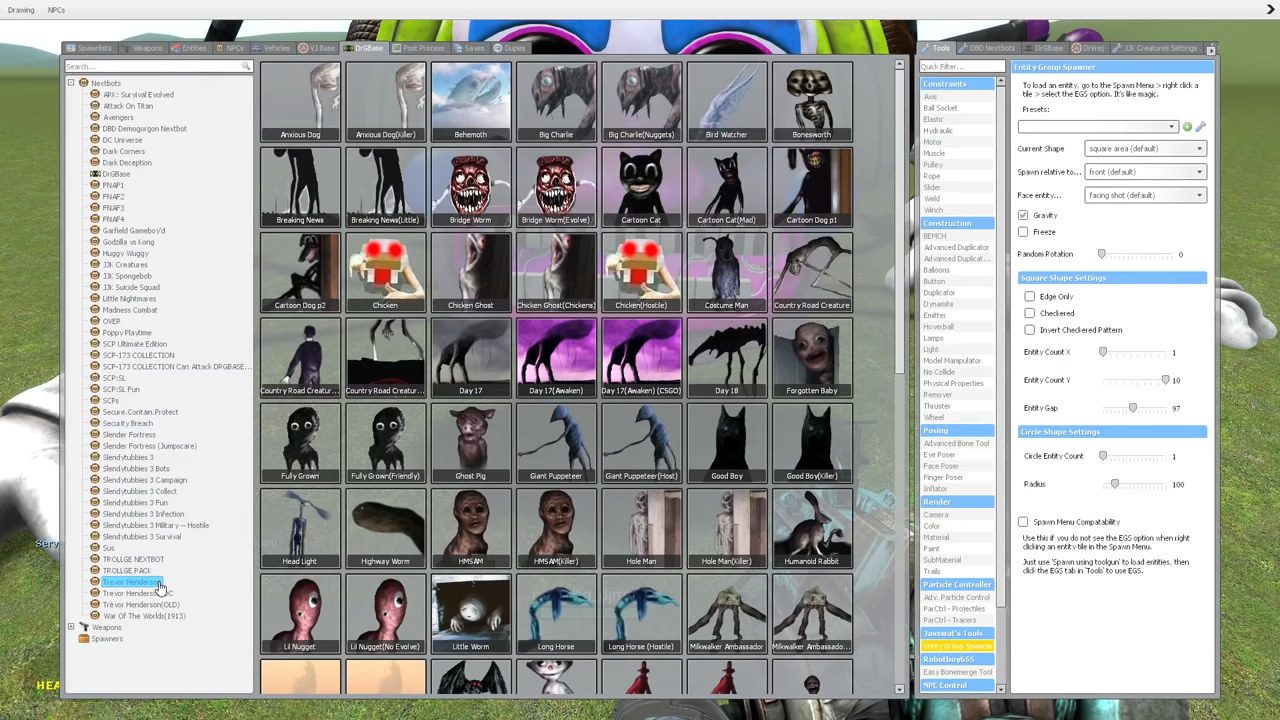 Drawing NPCs
Spawnlists Weapons Entities NPCs Vehicles VJ Base DrGBase Post Process Saves Dupes
Search...
Nextbots
ARK: Survival Evolved
Attack On Titan
Avengers
DBD Demogorgon Nextbot
DC Universe
Dark Corners
Dark Deception
DrGBase
FNAF1
FNAF2
FNAF3
FNAF4
Garfield Gameboy'd
Godzilla vs Kong
Huggy Wuggy
JJK Creatures
JJK Spongebob
JJK Suicide Squad
Little Nightmares
Madness Combat
OVER
Poppy Playtime
SCP Ultimate Edition
SCP-173 COLLECTION
SCP-173 COLLECTION Can Attack DRGBASE...
SCP:SL
SCP:SL Fun
SCPs
Secure.Contain.Protect
Security Breach
Slender Fortress
Slender Fortress (Jumpscare)
Slendytubbies 3
Slendytubbies 3 Bots
Slendytubbies 3 Campaign
Slendytubbies 3 Collect
Slendytubbies 3 Fun
Slendytubbies 3 Infection
Slendytubbies 3 Military -- Hostile
Slendytubbies 3 Survival
Sus
TROLLGE NEXTBOT
TROLLGE PACK
Trevor Henderson
Trevor Henderson
Trevor Henderson(OLD)
War Of The Worlds(1913)
Weapons
Spawners
Anxious Dog Anxious Dog(Killer) Behemoth Big Charlie Big Charlie(Nuggets) Bird Watcher Bonesworth
Breaking News Breaking News(Little) Bridge Worm Bridge Worm(Evolve) Cartoon Cat Cartoon Cat(Mad) Cartoon Dog p1
Cartoon Dog p2 Chicken Chicken Ghost Chicken Ghost(Chickens) Chicken(Hostile) Costume Man Country Road Creature
Country Road Creatur... Country Road Creatur... Day 17 Day 17(Awaken) Day 17(Awaken) (CSGO) Day 18 Forgotten Baby
Fully Grown Fully Grown(Friendly) Ghost Pig Giant Puppeteer Giant Puppeteer(Host) Good Boy Good Boy(Killer)
Head Light Highway Worm HMSAM HMSAM(Killer) Hole Man Hole Man(Killer) Humanoid Rabbit
Lil Nugget Lil Nugget(No Evolve) Little Worm Long Horse Long Horse (Hostile) Milkwalker Ambassador Milkwalker Ambassado...
Tools DBD Nextbots DrGBase DrVrej JJk Creatures Settings
Quick Filter...
Constraints
Axis
Ball Socket
Elastic
Hydraulic
Motor
Muscle
Pulley
Rope
Slider
Weld
Winch
Construction
BEMCH
Advanced Duplicator
Advanced Duplicat...
Balloons
Button
Duplicator
Dynamite
Emitter
Hoverball
Lamps
Light
Model Manipulator
No Collide
Physical Properties
Remover
Thruster
Wheel
Posing
Advanced Bone Tool
Eye Poser
Face Poser
Finger Poser
Inflator
Render
Camera
Color
Material
Paint
SubMaterial
Trails
Particle Controller
Adv. Particle Control
ParCtrl - Projectiles
ParCtrl - Tracers
Jaxswat's Tools
Entity Group Spawner
Robotboy655
Easy Bonemerge Tool
NPC Control
Entity Group Spawner
To load an entity, go to the Spawn Menu > right click a
tile > select the EGS option. It's like magic.
Presets:
Current Shape square area (default)
Spawn relative to... front (default)
Face entity... facing shot (default)
Gravity
Freeze
Random Rotation 0
Square Shape Settings
Edge Only
Checkered
Invert Checkered Pattern
Entity Count X 1
Entity Count Y 10
Entity Gap 97
Circle Shape Settings
Circle Entity Count 1
Radius 100
Spawn Menu Compatability
Use this if you do not see the EGS option when right
clicking an entity tile in the Spawn Menu.
Just use 'Spawn using toolgun' to load entities, then
click the EGS tab in 'Tools' to use EGS.